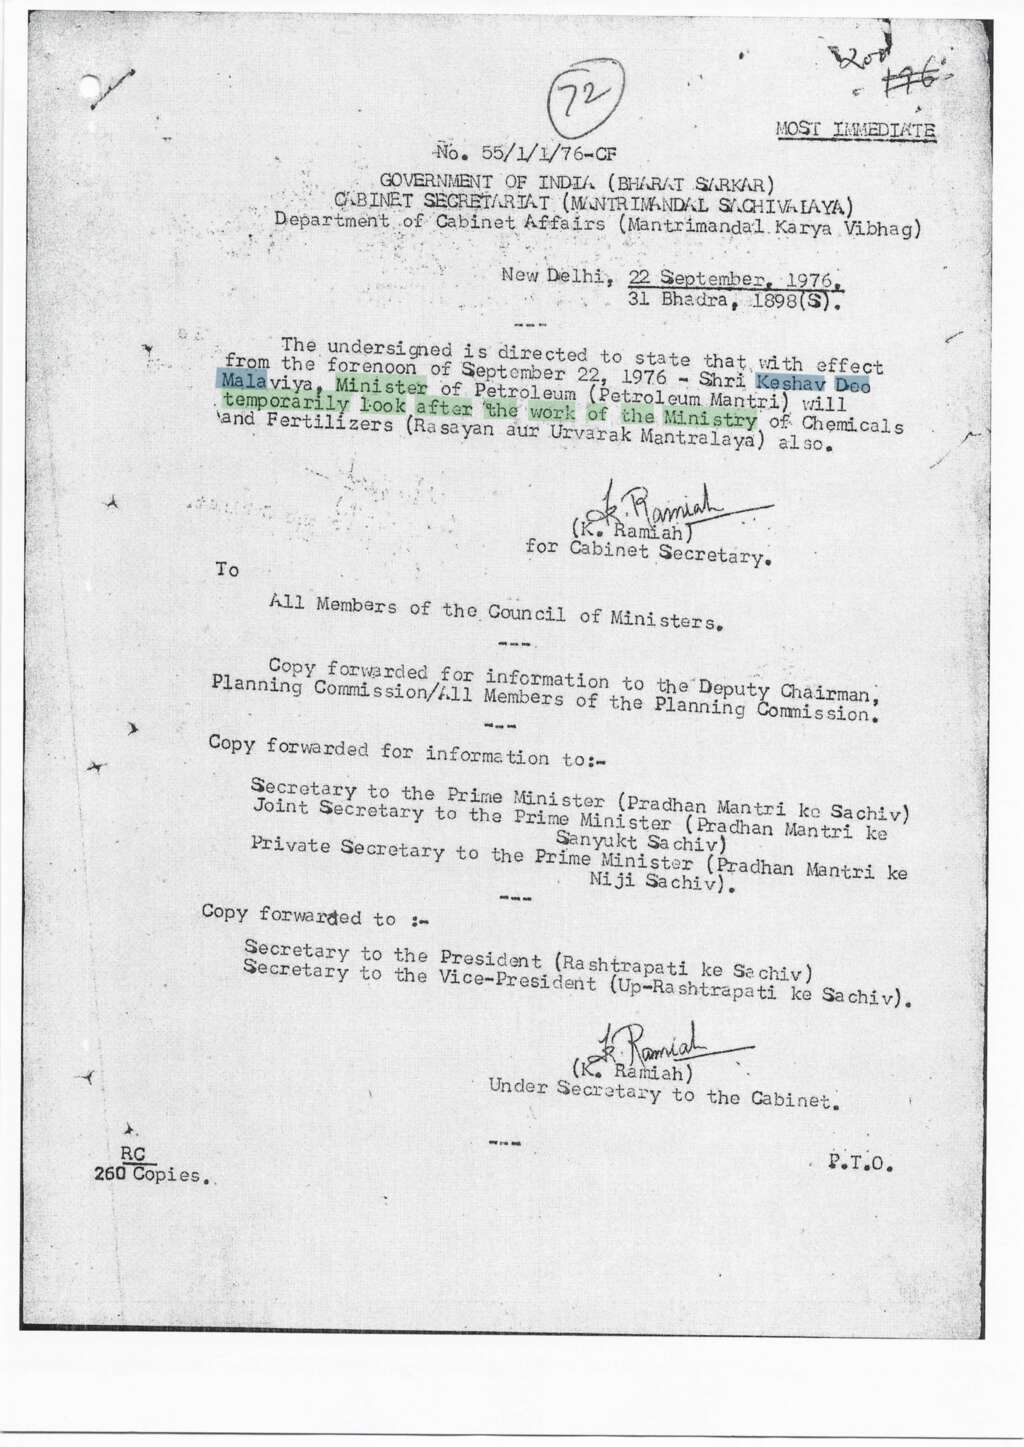 200
196
72
MOST IMMEDIATE
No. 55/1/1/76-CF
GOVERNMENT OF INDIA (BHARAT SARKAR)
CABINET SECRETARIAT (MANTRIMANDAL SACHIVALAYA)
Department of Cabinet Affairs (Mantrimandal Karya Vibhag)
New Delhi, 22 September, 1976,
31 Bhadra, 1898(S).
---
The undersigned is directed to state that with effect
from the forenoon of September 22, 1976 - Shri Keshav Deo
Malaviya, Minister of Petroleum (Petroleum Mantri) will
temporarily look after the work of the Ministry of Chemicals
and Fertilizers (Rasayan aur Urvarak Mantralaya) also.
K. Ramiah
(K. Ramiah)
for Cabinet Secretary.
To
All Members of the Council of Ministers.
---
Copy forwarded for information to the Deputy Chairman,
Planning Commission/All Members of the Planning Commission.
---
Copy forwarded for information to:-
Secretary to the Prime Minister (Pradhan Mantri ke Sachiv)
Joint Secretary to the Prime Minister (Pradhan Mantri ke
Sanyukt Sachiv)
Private Secretary to the Prime Minister (Pradhan Mantri ke
Niji Sachiv).
---
Copy forwarded to :-
Secretary to the President (Rashtrapati ke Sachiv)
Secretary to the Vice-President (Up-Rashtrapati ke Sachiv).
K. Ramiah
(K. Ramiah)
Under Secretary to the Cabinet.
---
RC
260 Copies.
P.T.O.